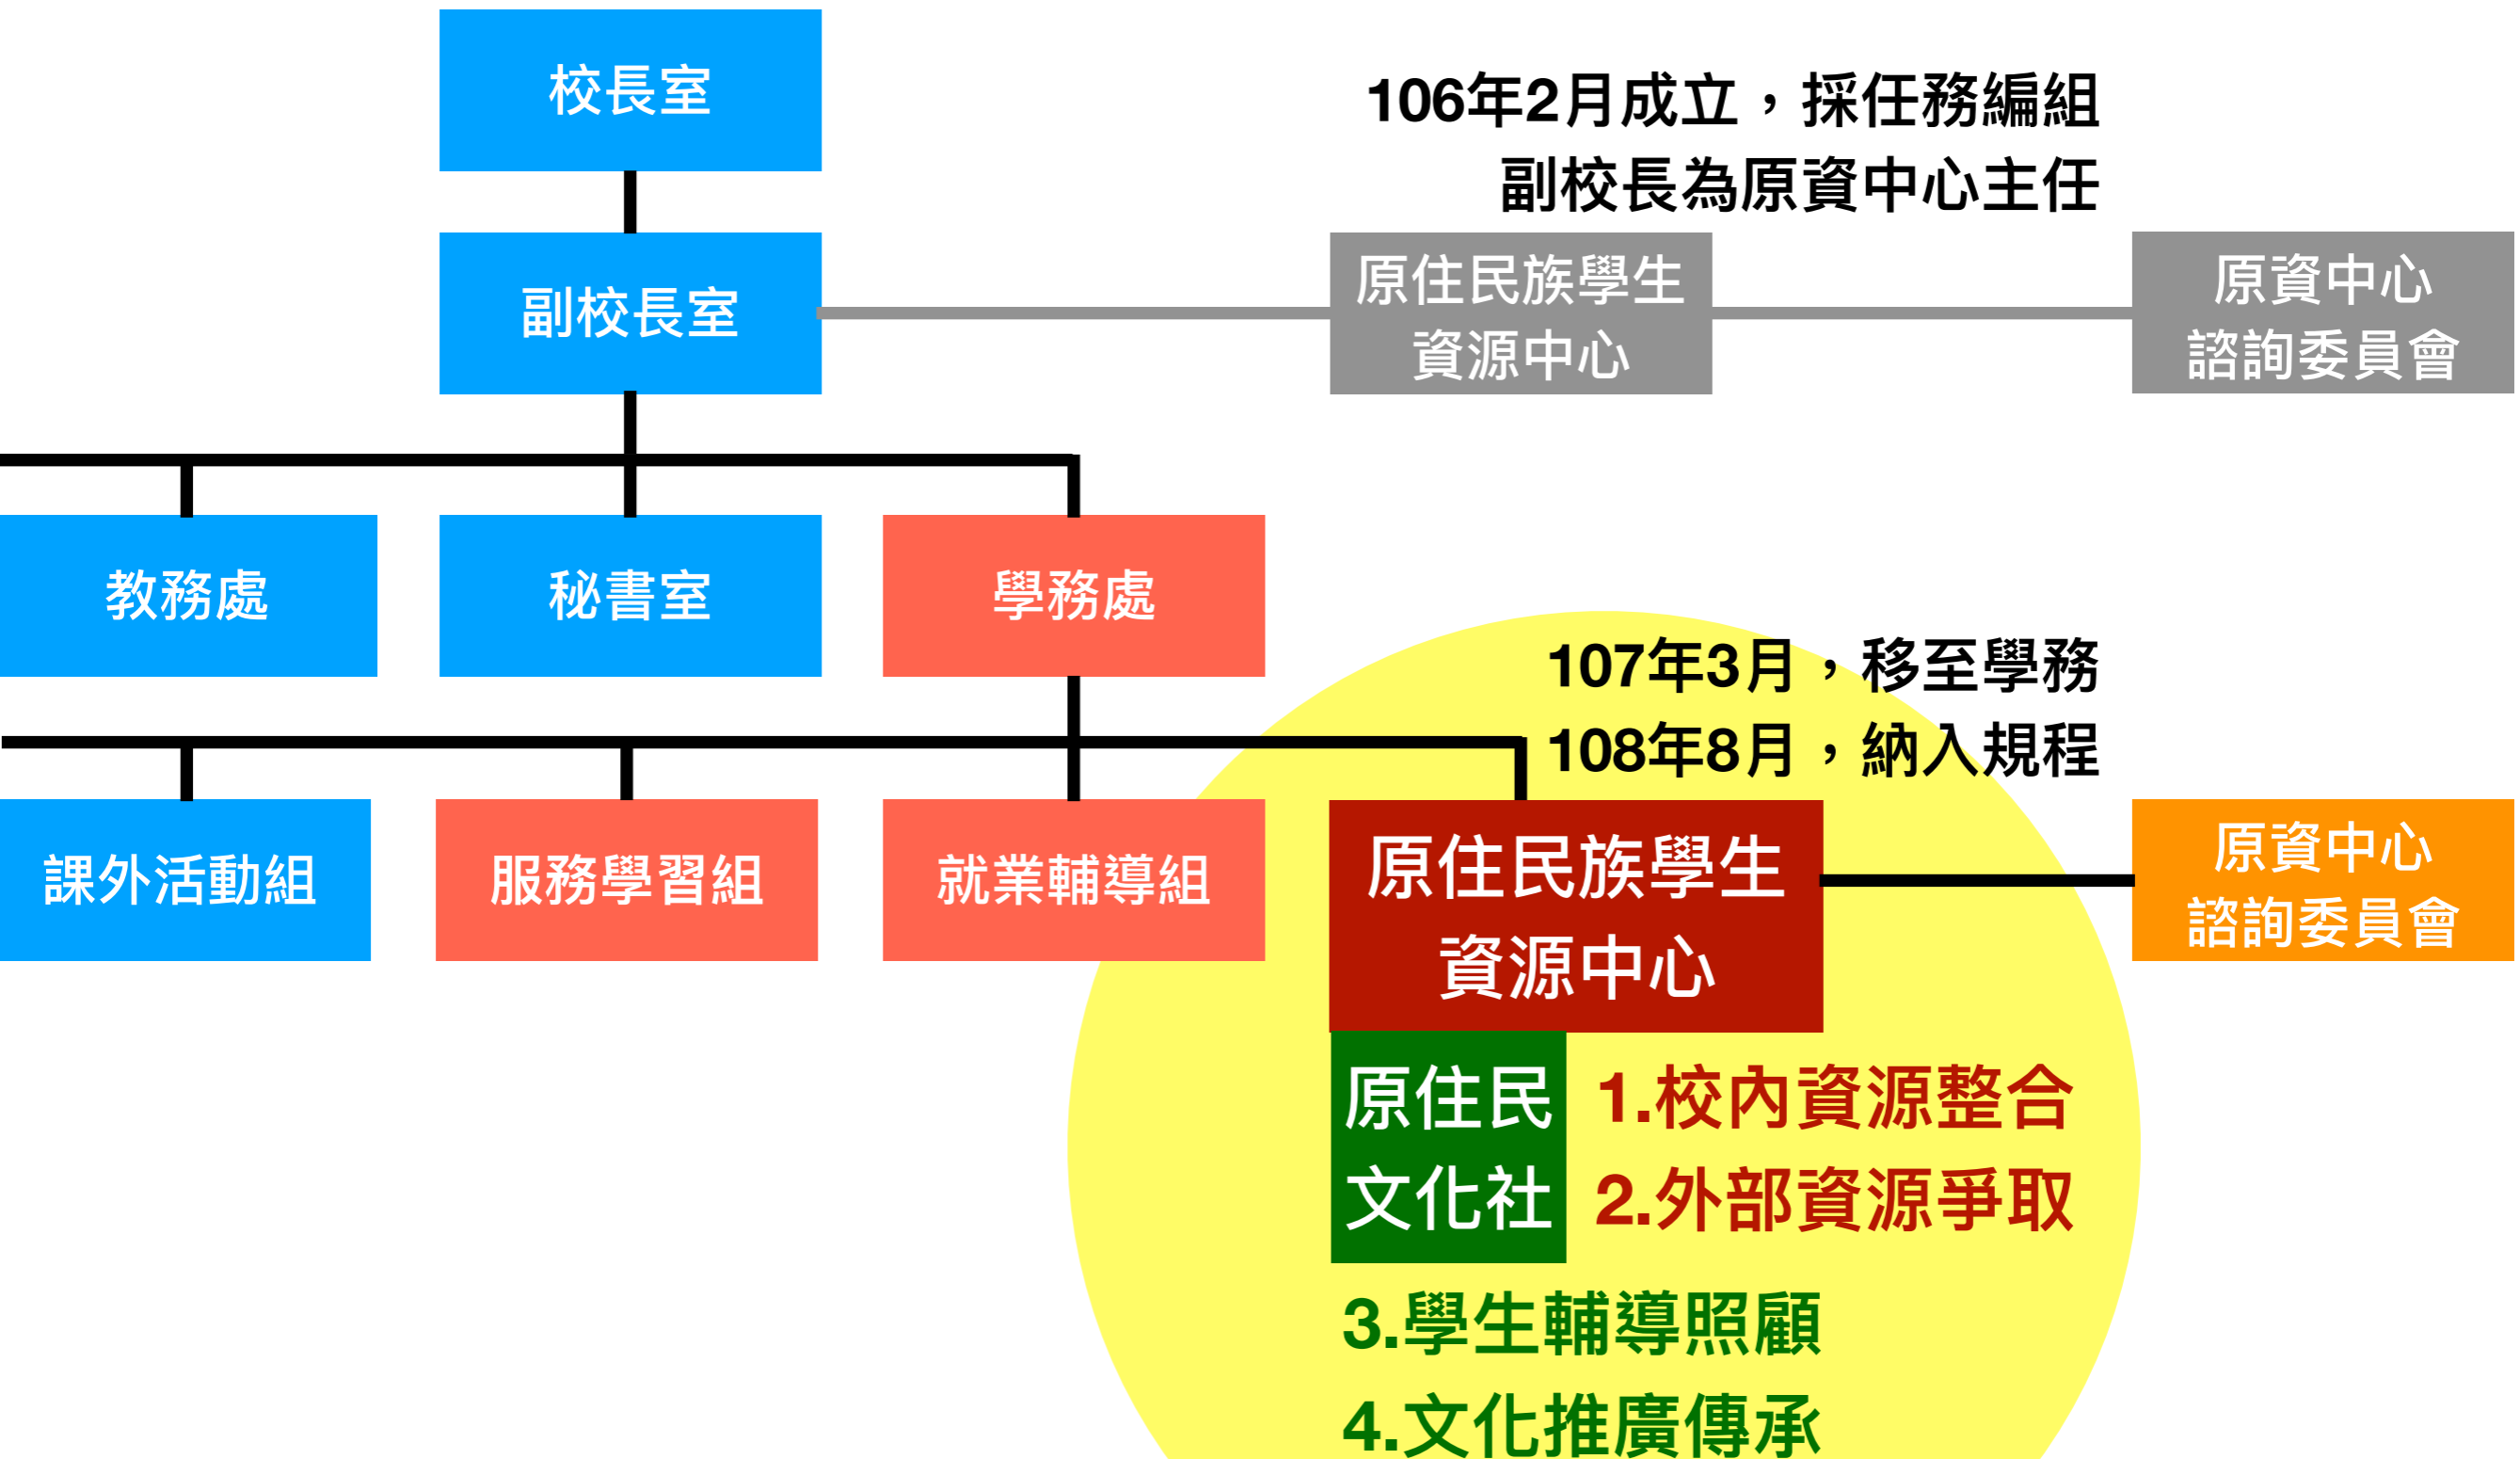 校長室
106年2月成立，採任務編組
副校長為原資中心主任
副校長室
原住民族學生
資源中心
原資中心
諮詢委員會
教務處
秘書室
學務處
107年3月，移至學務
108年8月，納入規程
課外活動組
服務學習組
就業輔導組
原住民族學生
資源中心
原資中心
諮詢委員會
原住民
文化社
1.校內資源整合
2.外部資源爭取
3.學生輔導照顧
4.文化推廣傳承